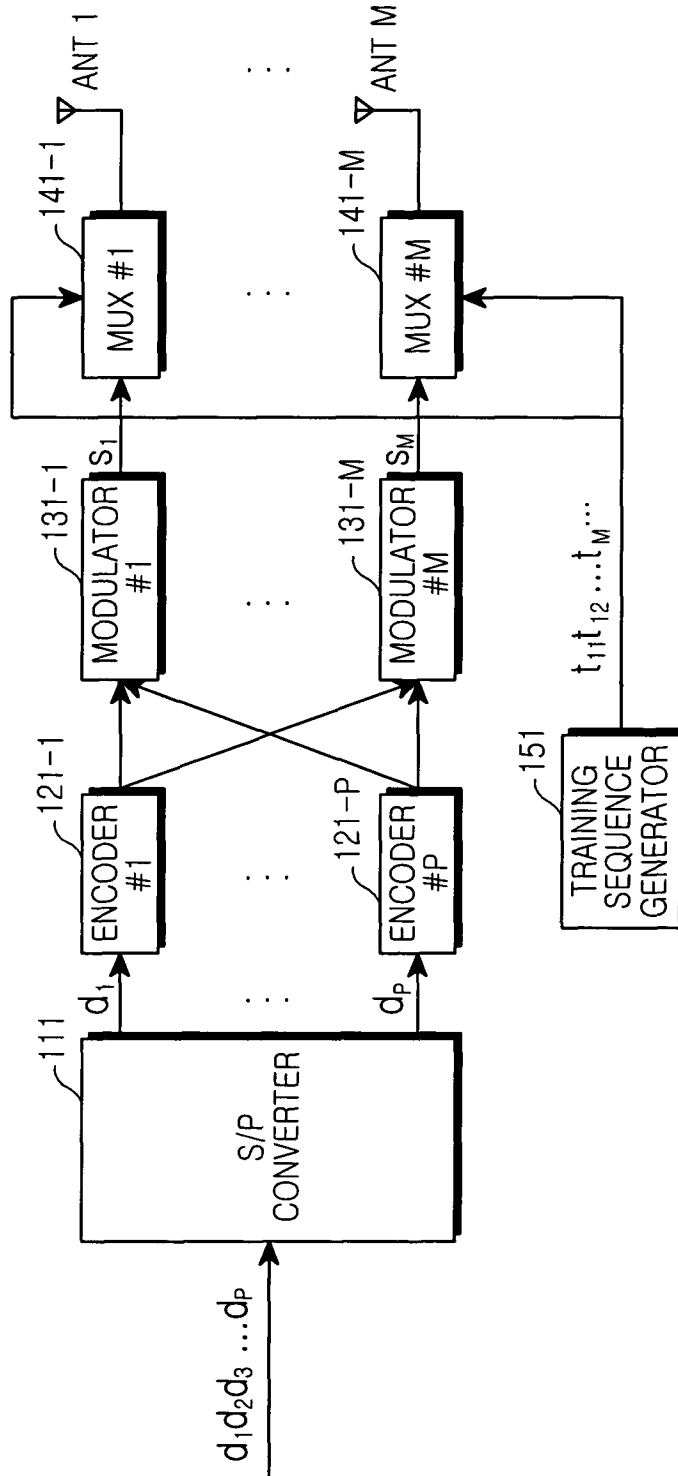 d1d2d3 ...dP
111
S/P
CONVERTER
d1
...
dP
121-1
ENCODER
#1
...
121-P
ENCODER
#P
131-1
MODULATOR
#1
...
131-M
MODULATOR
#M
s1
sM
141-1
MUX #1
...
141-M
MUX #M
ANT 1
...
ANT M
151
TRAINING
SEQUENCE
GENERATOR
t11t12 ...tM...